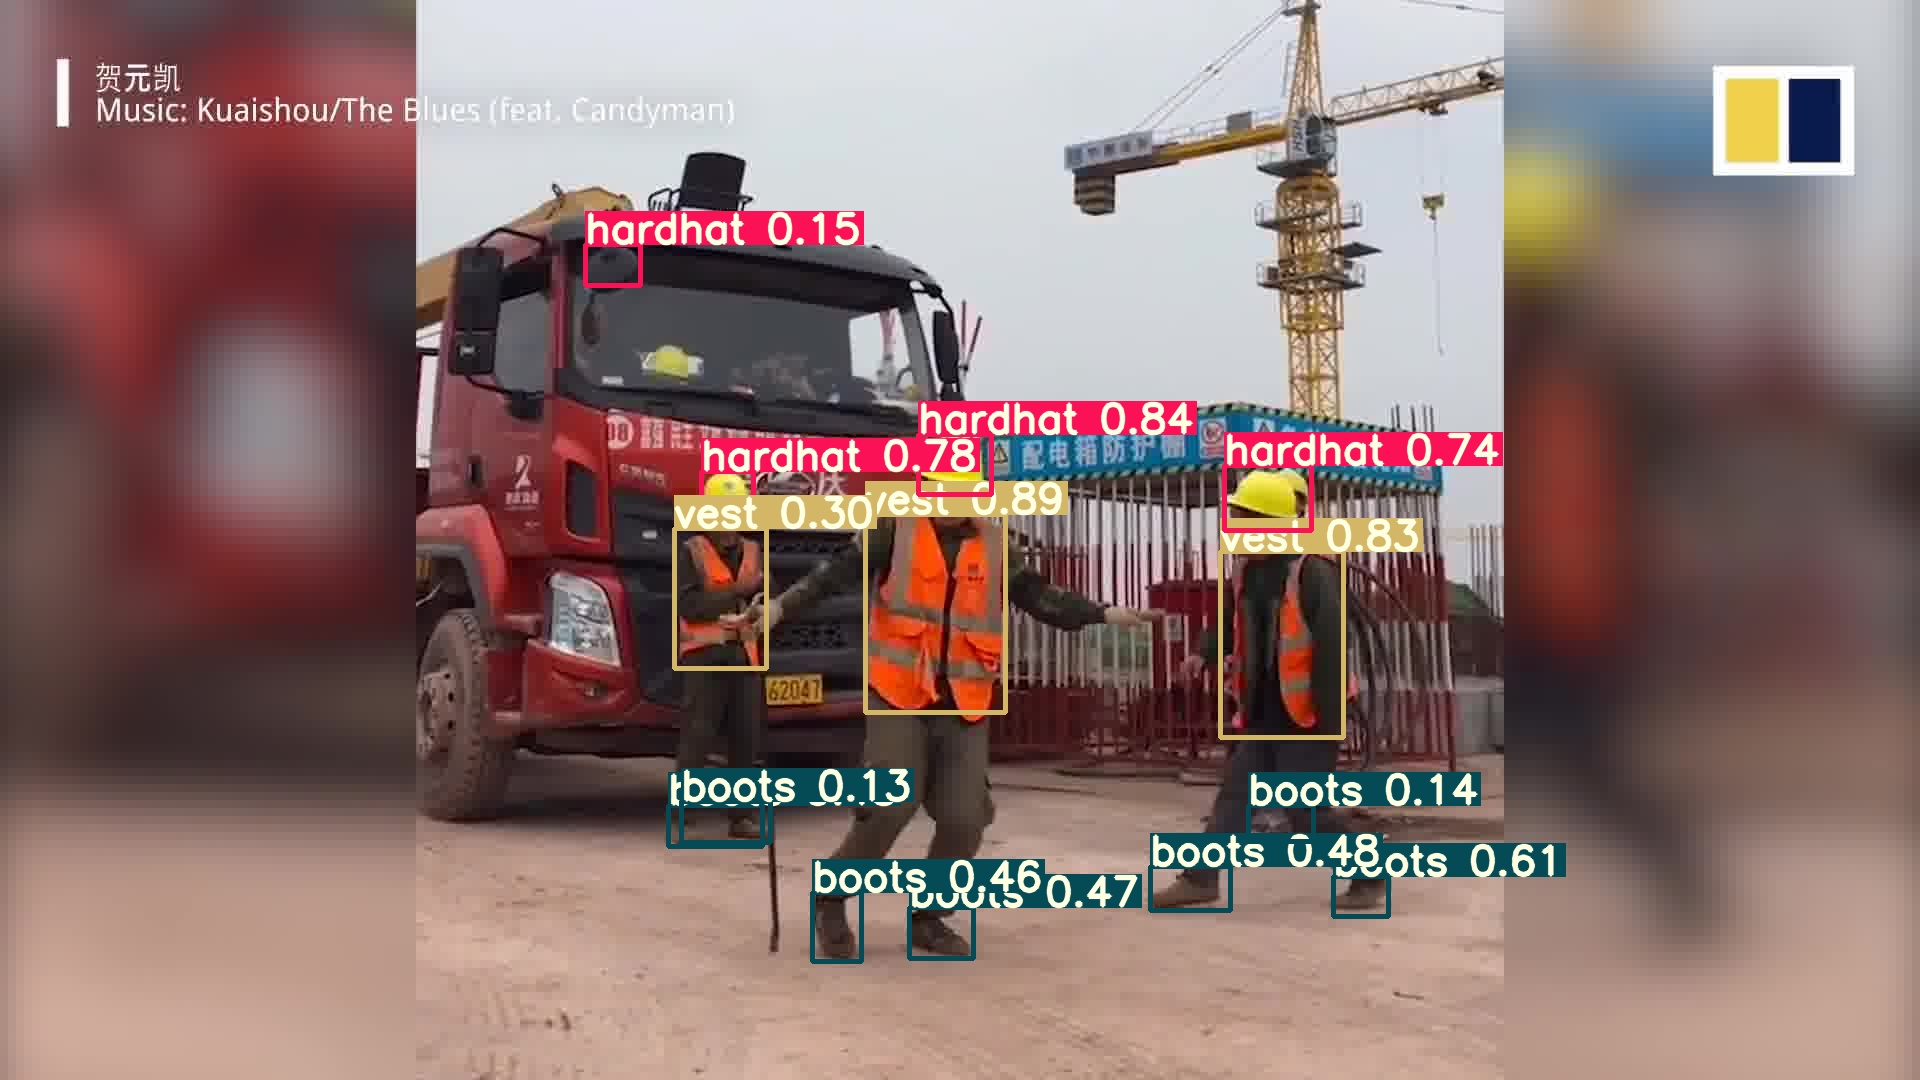 贺元凯
Music: Kuaishou/The Blues (feat. Candyman)
hardhat 0.15
hardhat 0.84
hardhat 0.78
hardhat 0.74
配电箱防护棚
vest 0.30
vest 0.89
vest 0.83
62047
boots 0.13
boots 0.14
boots 0.46
boots 0.47
boots 0.48
boots 0.61